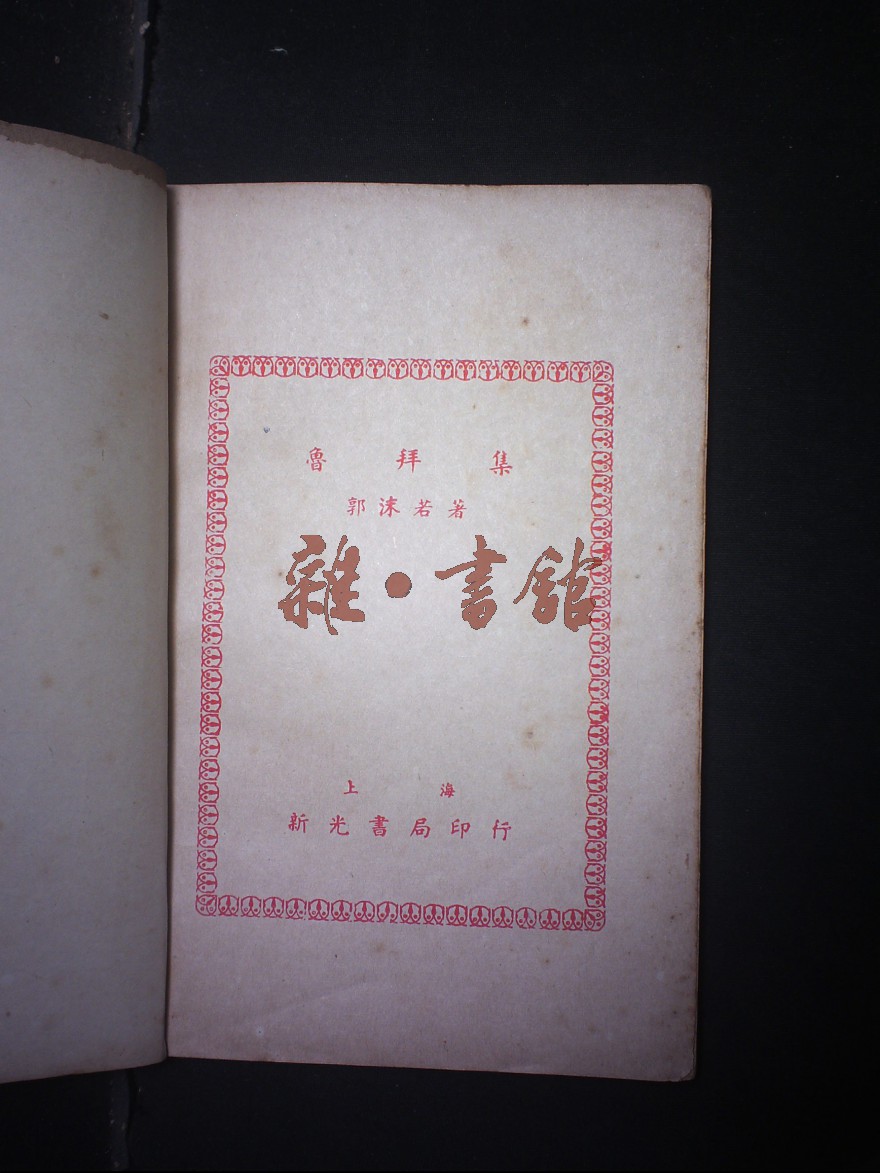 魯拜集
郭沫若著
雜·書館
上海
新光書局印行